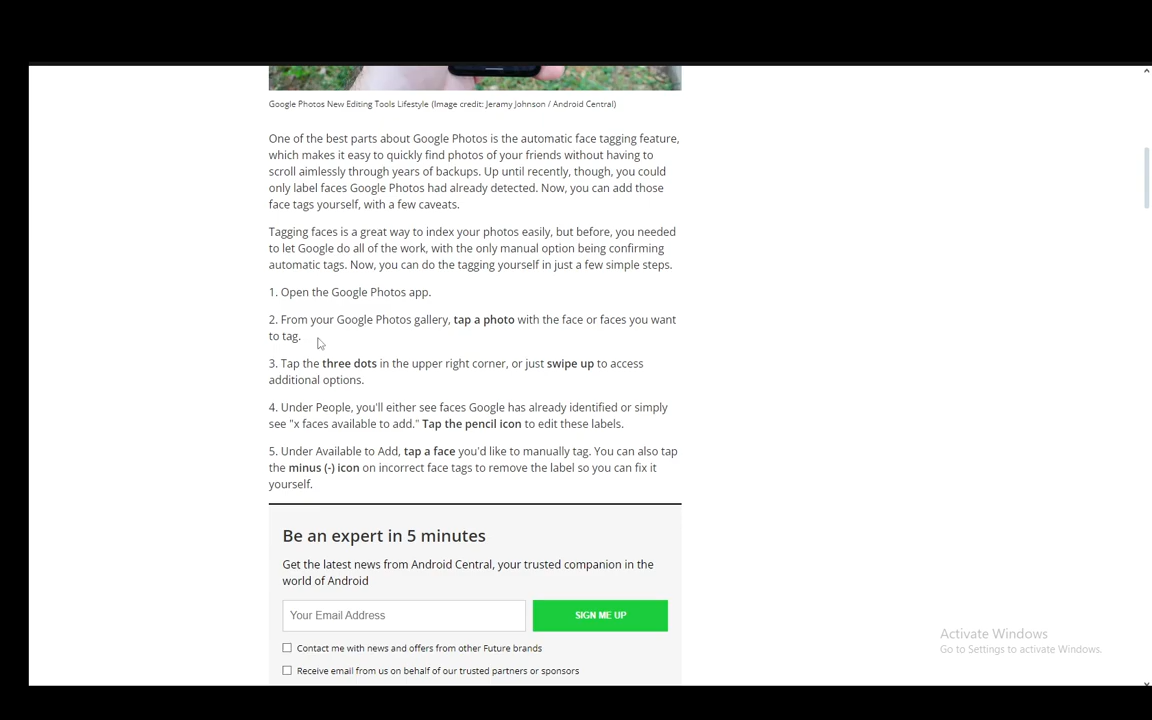 Google Photos New Editing Tools Lifestyle (Image credit: Jeramy Johnson / Android Central)
One of the best parts about Google Photos is the automatic face tagging feature,
which makes it easy to quickly find photos of your friends without having to
scroll aimlessly through years of backups. Up until recently, though, you could
only label faces Google Photos had already detected. Now, you can add those
face tags yourself, with a few caveats.
Tagging faces is a great way to index your photos easily, but before, you needed
to let Google do all of the work, with the only manual option being confirming
automatic tags. Now, you can do the tagging yourself in just a few simple steps.
1. Open the Google Photos app.
2. From your Google Photos gallery, tap a photo with the face or faces you want
to tag.
3. Tap the three dots in the upper right corner, or just swipe up to access
additional options.
4. Under People, you'll either see faces Google has already identified or simply
see "x faces available to add." Tap the pencil icon to edit these labels.
5. Under Available to Add, tap a face you'd like to manually tag. You can also tap
the minus (-) icon on incorrect face tags to remove the label so you can fix it
yourself.
Be an expert in 5 minutes
Get the latest news from Android Central, your trusted companion in the
world of Android
Your Email Address
SIGN ME UP
Contact me with news and offers from other Future brands
Receive email from us on behalf of our trusted partners or sponsors
Activate Windows
Go to Settings to activate Windows.